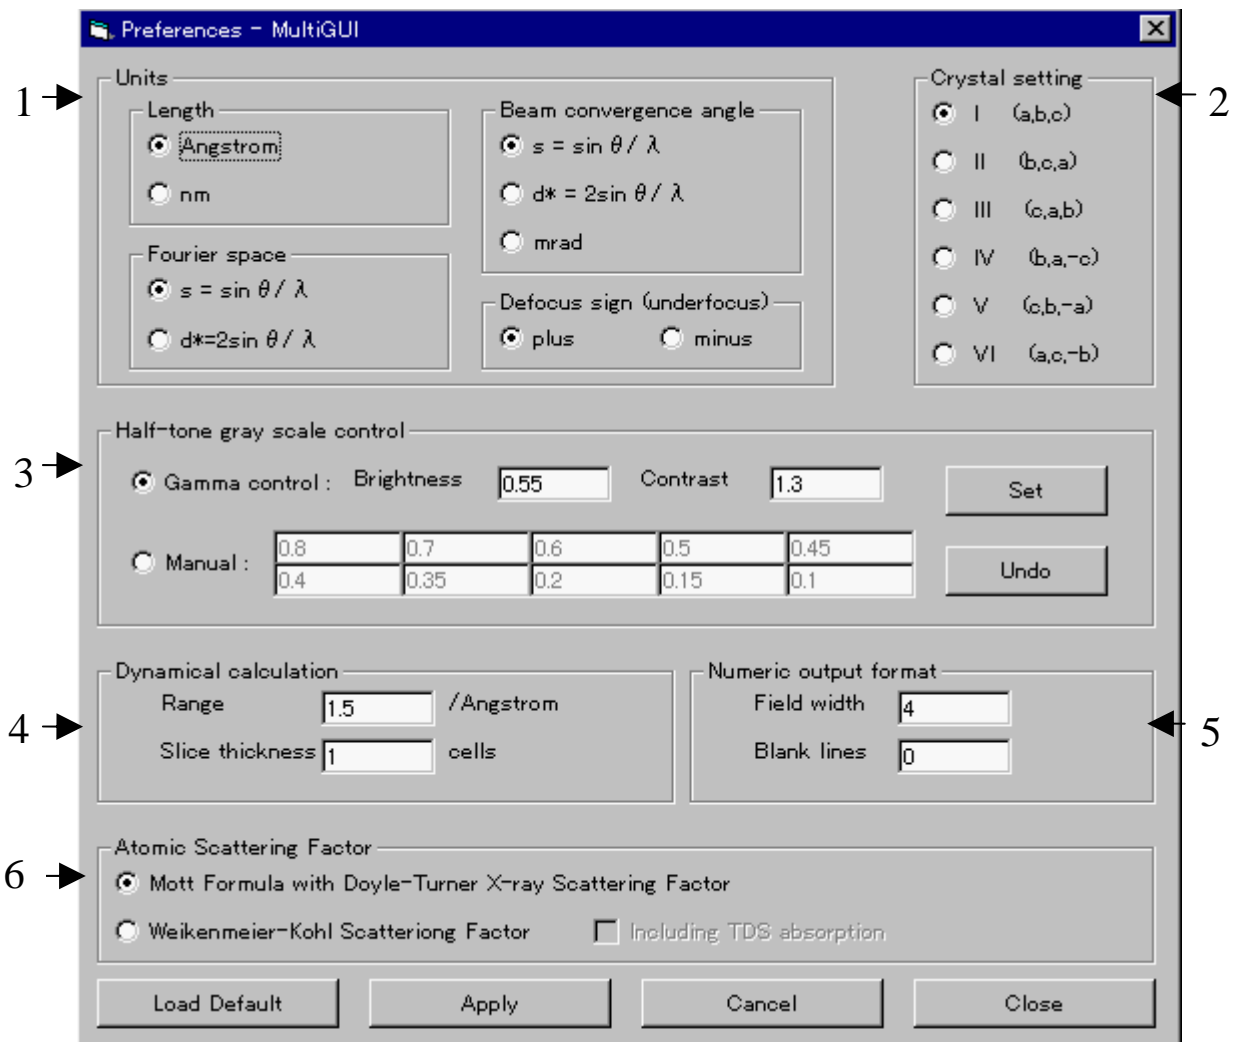 Preferences - MultiGUI
1
Units
Length
Angstrom
nm
Fourier space
s = sin θ / λ
d*=2sin θ / λ
Beam convergence angle
s = sin θ / λ
d* = 2sin θ / λ
mrad
Defocus sign (underfocus)
plus minus
2
Crystal setting
I (a,b,c)
II (b,c,a)
III (c,a,b)
IV (b,a,-c)
V (c,b,-a)
VI (a,c,-b)
3
Half-tone gray scale control
Gamma control : Brightness 0.55 Contrast 1.3 Set
Manual :
0.8 0.7 0.6 0.5 0.45
0.4 0.35 0.2 0.15 0.1
Undo
4
Dynamical calculation
Range 1.5 /Angstrom
Slice thickness 1 cells
5
Numeric output format
Field width 4
Blank lines 0
6
Atomic Scattering Factor
Mott Formula with Doyle-Turner X-ray Scattering Factor
Weikenmeier-Kohl Scatteriong Factor Including TDS absorption
Load Default Apply Cancel Close